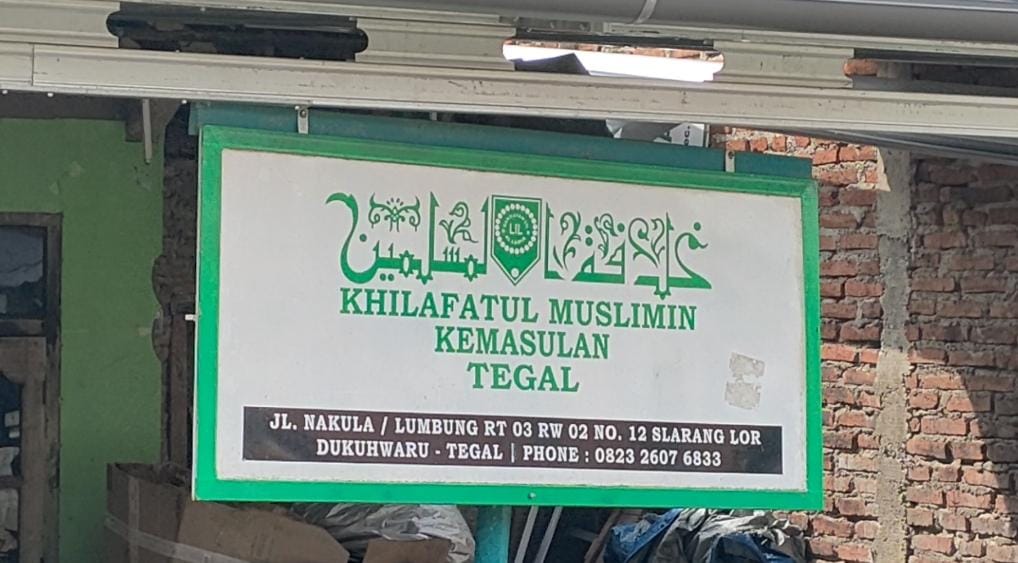 خلافة المسلمين
LIL
KHILAFATUL MUSLIMIN
KEMASULAN
TEGAL
JL. NAKULA / LUMBUNG RT 03 RW 02 NO. 12 SLARANG LOR
DUKUHWARU - TEGAL | PHONE : 0823 2607 6833